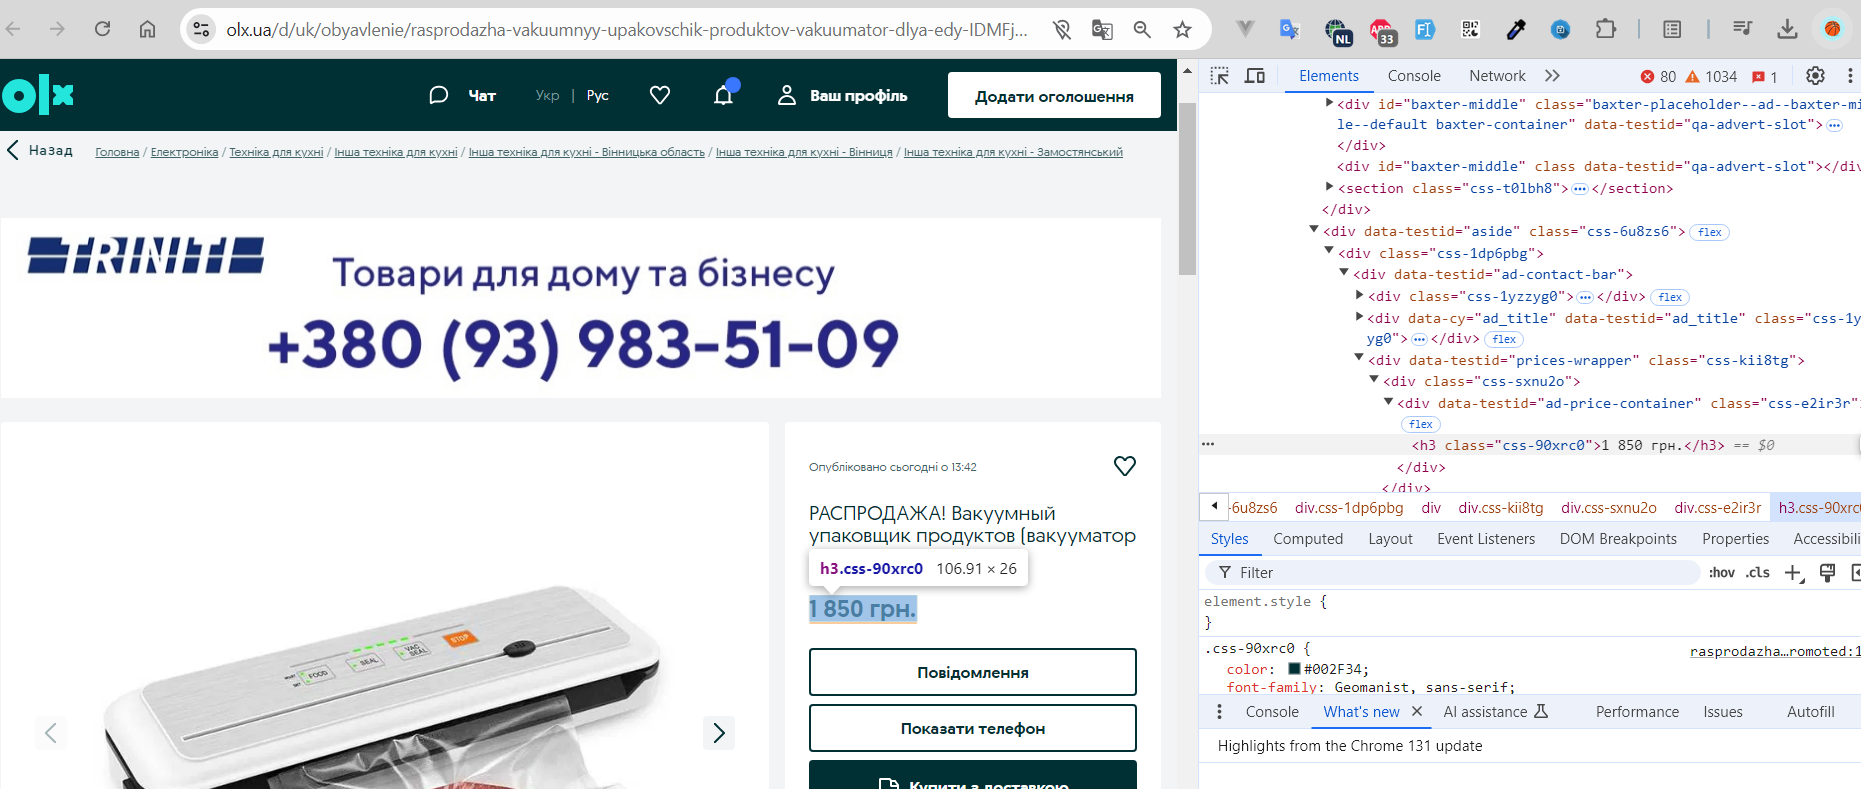 olx.ua/d/uk/obyavlenie/rasprodazha-vakuumnyy-upakovschik-produktov-vakuumator-dlya-edy-IDMFj...
NL
33
olx
Чат
Укр | Рус
Ваш профіль
Додати оголошення
Назад
Головна / Електроніка / Техніка для кухні / Інша техніка для кухні / Інша техніка для кухні - Вінницька область / Інша техніка для кухні - Вінниця / Інша техніка для кухні - Замостянський
TRINITI
Товари для дому та бізнесу
+380 (93) 983-51-09
Опубліковано сьогодні о 13:42
РАСПРОДАЖА! Вакуумный
упаковщик продуктов (вакууматор
h3.css-90xrc0 106.91 × 26
1 850 грн.
Повідомлення
Показати телефон
Купити з доставкою
FOOD
SEAL
VAC
SEAL
STOP
Elements Console Network
80 1034 1
<div id="baxter-middle" class="baxter-placeholder--ad--baxter-mi
le--default baxter-container" data-testid="qa-advert-slot">
</div>
<div id="baxter-middle" class data-testid="qa-advert-slot"></div
<section class="css-t0lbh8"></section>
</div>
<div data-testid="aside" class="css-6u8zs6"> flex
<div class="css-1dp6pbg">
<div data-testid="ad-contact-bar">
<div class="css-1yzzyg0"></div> flex
<div data-cy="ad_title" data-testid="ad_title" class="css-1y
yg0"></div> flex
<div data-testid="prices-wrapper" class="css-kii8tg">
<div class="css-sxnu2o">
<div data-testid="ad-price-container" class="css-e2ir3r"
flex
<h3 class="css-90xrc0">1 850 грн.</h3> == $0
</div>
</div>
-6u8zs6 div.css-1dp6pbg div div.css-kii8tg div.css-sxnu2o div.css-e2ir3r h3.css-90xrc0
Styles Computed Layout Event Listeners DOM Breakpoints Properties Accessibili
Filter
:hov .cls
element.style {
}
.css-90xrc0 {
rasprodazha…romoted:1
color: #002F34;
font-family: Geomanist, sans-serif;
Console What's new AI assistance Performance Issues Autofill
Highlights from the Chrome 131 update